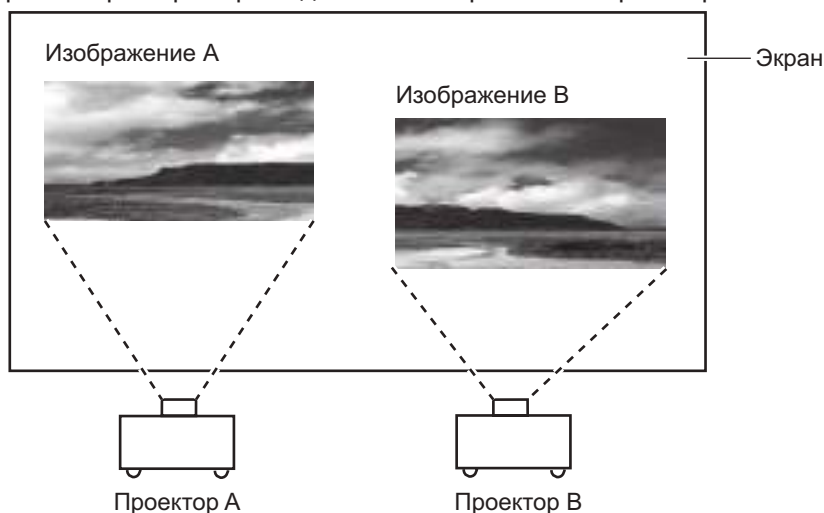 Изображение A
Экран
Изображение B
Проектор A
Проектор B